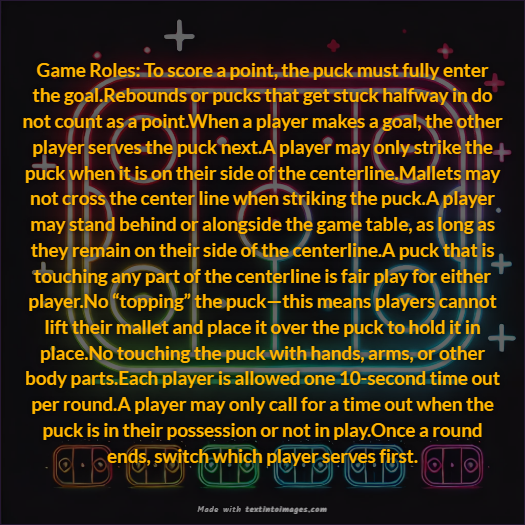 Game Roles: To score a point, the puck must fully enter
the goal.Rebounds or pucks that get stuck halfway in do
not count as a point.When a player makes a goal, the other
player serves the puck next.A player may only strike the
puck when it is on their side of the centerline.Mallets may
not cross the center line when striking the puck.A player
may stand behind or alongside the game table, as long as
they remain on their side of the centerline.A puck that is
touching any part of the centerline is fair play for either
player.No “topping” the puck—this means players cannot
lift their mallet and place it over the puck to hold it in
place.No touching the puck with hands, arms, or other
body parts.Each player is allowed one 10-second time out
per round.A player may only call for a time out when the
puck is in their possession or not in play.Once a round
ends, switch which player serves first.
Made with textintoimages.com